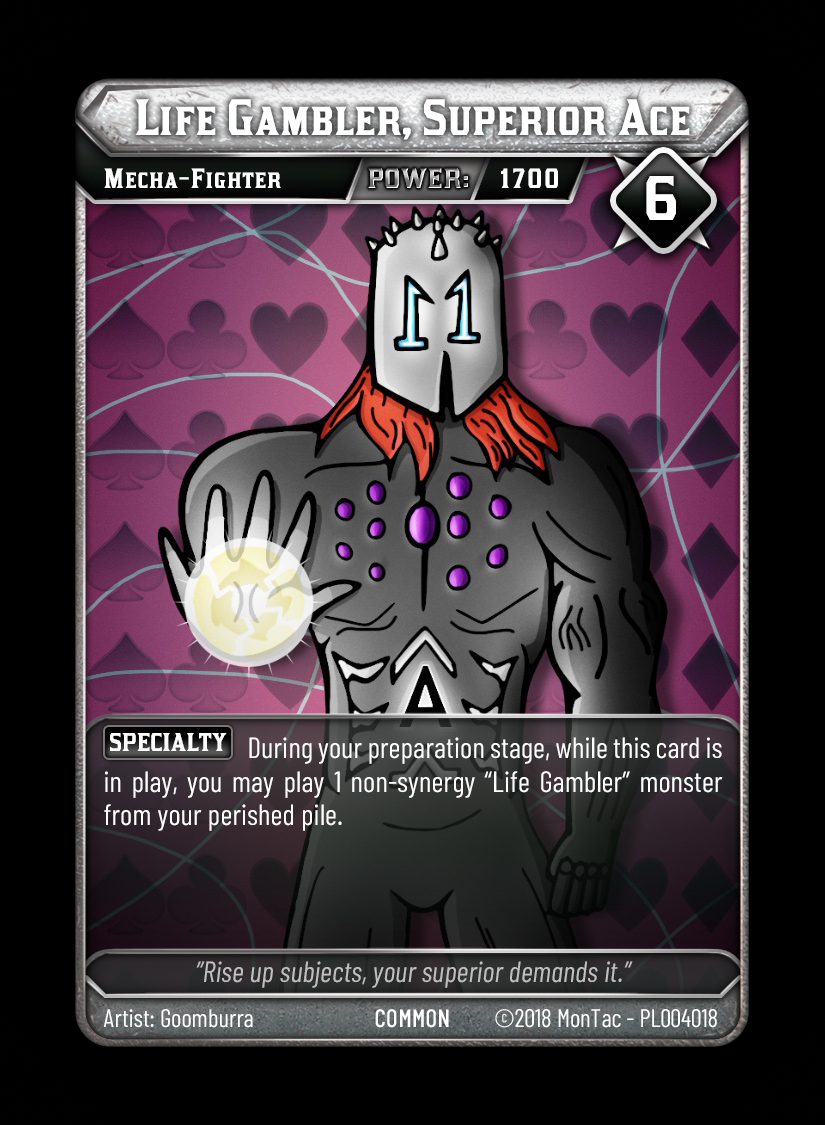 Life Gambler, Superior Ace
Mecha-Fighter POWER: 1700
6
11
A
SPECIALTY During your preparation stage, while this card is
in play, you may play 1 non-synergy “Life Gambler” monster
from your perished pile.
"Rise up subjects, your superior demands it."
Artist: Goomburra COMMON ©2018 MonTac - PL004018